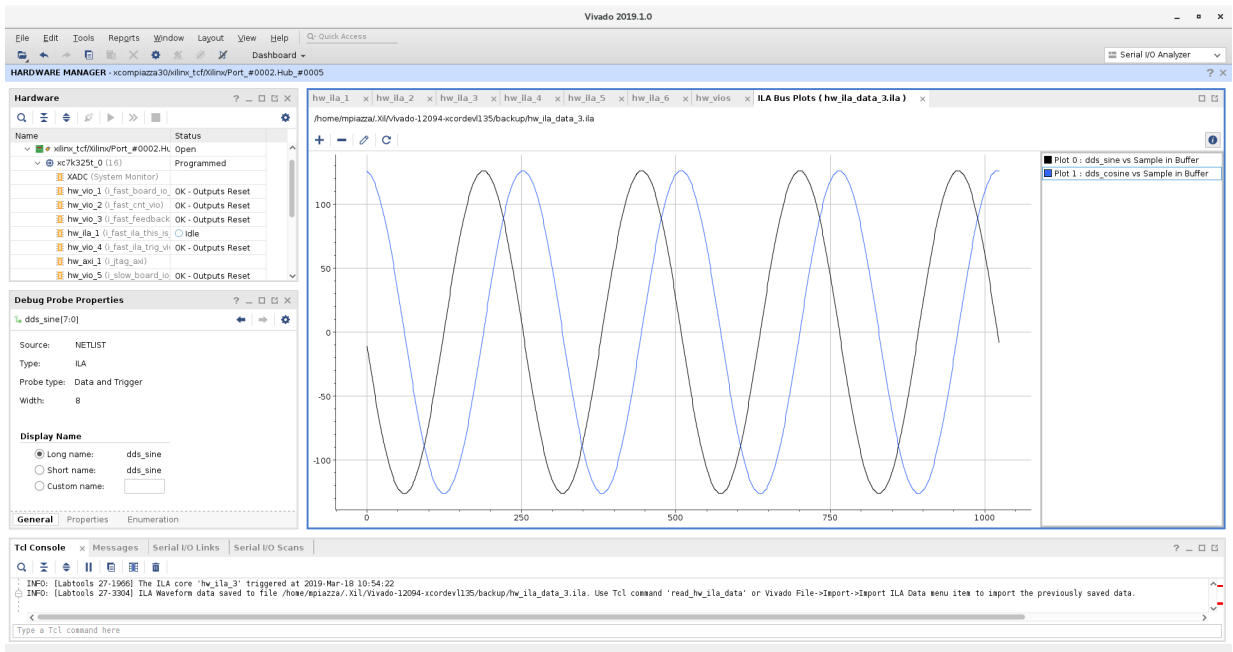 Vivado 2019.1.0
File Edit Tools Reports Window Layout View Help Q- Quick Access
Dashboard
Serial I/O Analyzer
HARDWARE MANAGER - xcompiazza30/xilinx_tcf/Xilinx/Port_#0002.Hub_#0005
Hardware
Name Status
xilinx_tcf/Xilinx/Port_#0002.Hu Open
xc7k325t_0 (16) Programmed
XADC (System Monitor)
hw_vio_1 (i_fast_board_io_ OK - Outputs Reset
hw_vio_2 (i_fast_cnt_vio) OK - Outputs Reset
hw_vio_3 (i_fast_feedback OK - Outputs Reset
hw_ila_1 (i_fast_ila_this_is_ Idle
hw_vio_4 (i_fast_ila_trig_vi OK - Outputs Reset
hw_axi_1 (i_jtag_axi)
hw_vio_5 (i_slow_board_io_ OK - Outputs Reset
Debug Probe Properties
dds_sine[7:0]
Source: NETLIST
Type: ILA
Probe type: Data and Trigger
Width: 8
Display Name
Long name: dds_sine
Short name: dds_sine
Custom name:
General Properties Enumeration
hw_ila_1 hw_ila_2 hw_ila_3 hw_ila_4 hw_ila_5 hw_ila_6 hw_vios ILA Bus Plots ( hw_ila_data_3.ila )
/home/mpiazza/.Xil/Vivado-12094-xcordevl135/backup/hw_ila_data_3.ila
100
50
0
-50
-100
0 250 500 750 1000
Plot 0 : dds_sine vs Sample in Buffer
Plot 1 : dds_cosine vs Sample in Buffer
Tcl Console Messages Serial I/O Links Serial I/O Scans
INFO: [Labtools 27-1966] The ILA core 'hw_ila_3' triggered at 2019-Mar-18 10:54:22
INFO: [Labtools 27-3304] ILA Waveform data saved to file /home/mpiazza/.Xil/Vivado-12094-xcordevl135/backup/hw_ila_data_3.ila. Use Tcl command 'read_hw_ila_data' or Vivado File->Import->Import ILA Data menu item to import the previously saved data.
Type a Tcl command here